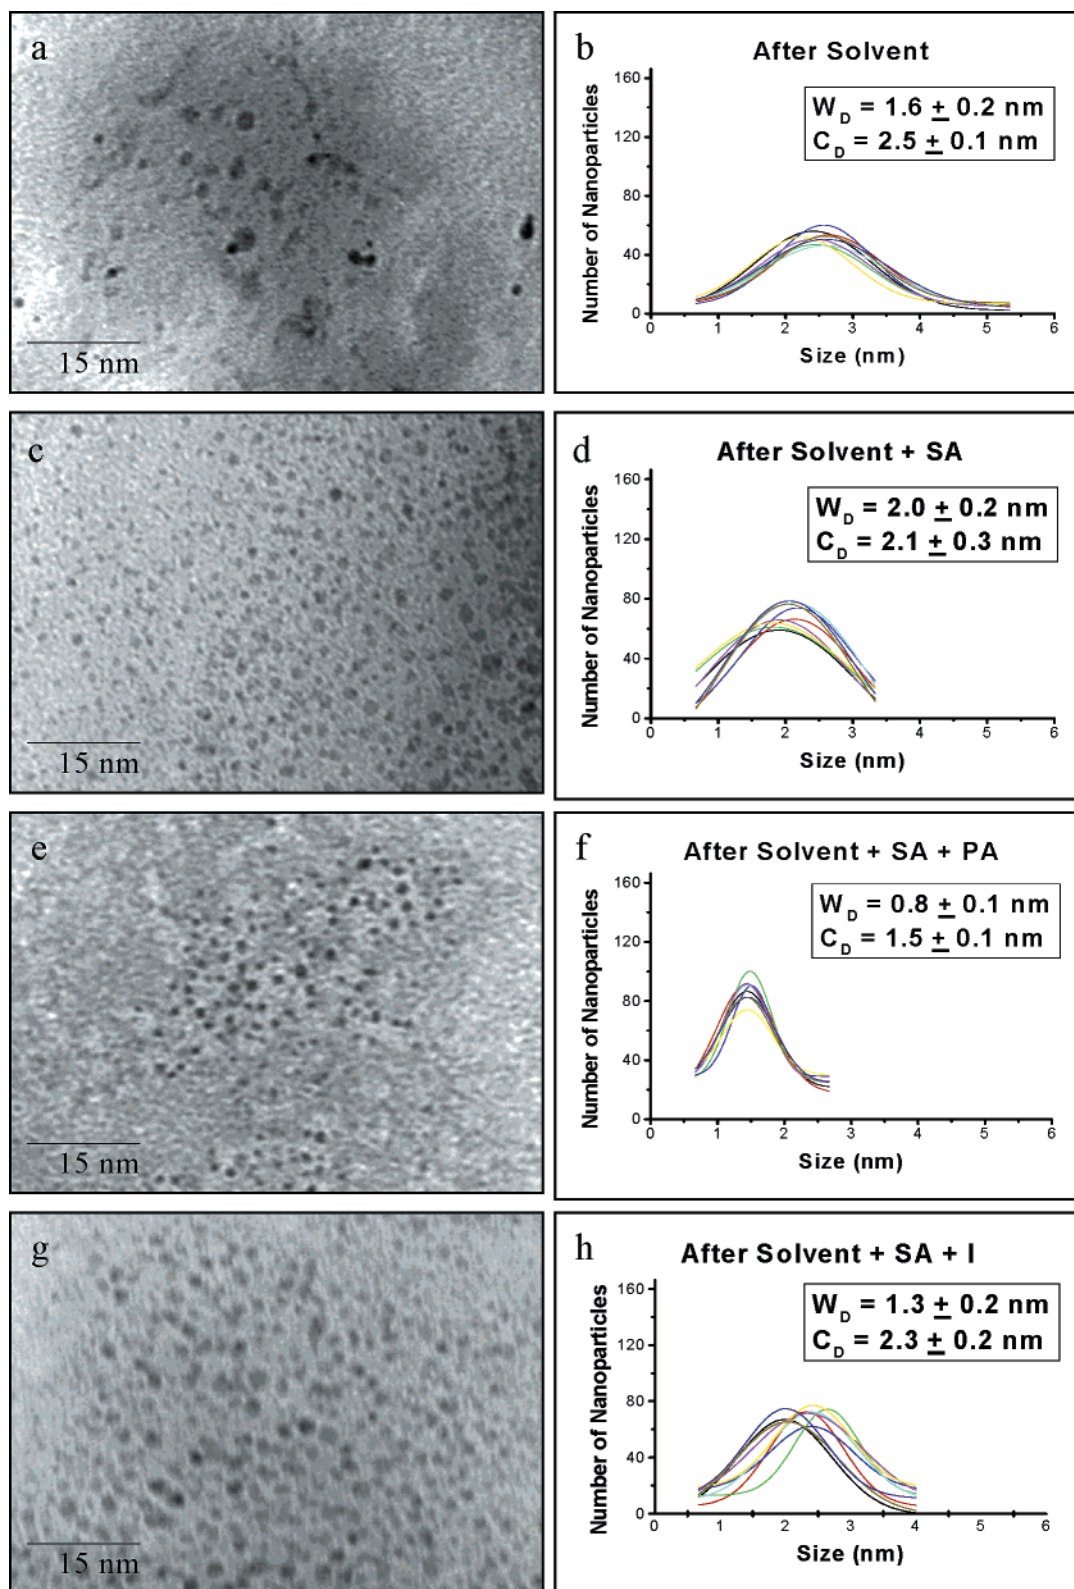 a
15 nm
b
After Solvent
W_D = 1.6 ± 0.2 nm
C_D = 2.5 ± 0.1 nm
Number of Nanoparticles
160
120
80
40
0
0 1 2 3 4 5 6
Size (nm)
c
15 nm
d
After Solvent + SA
W_D = 2.0 ± 0.2 nm
C_D = 2.1 ± 0.3 nm
Number of Nanoparticles
160
120
80
40
0
0 1 2 3 4 5 6
Size (nm)
e
15 nm
f
After Solvent + SA + PA
W_D = 0.8 ± 0.1 nm
C_D = 1.5 ± 0.1 nm
Number of Nanoparticles
160
120
80
40
0
0 1 2 3 4 5 6
Size (nm)
g
15 nm
h
After Solvent + SA + I
W_D = 1.3 ± 0.2 nm
C_D = 2.3 ± 0.2 nm
Number of Nanoparticles
160
120
80
40
0
0 1 2 3 4 5 6
Size (nm)